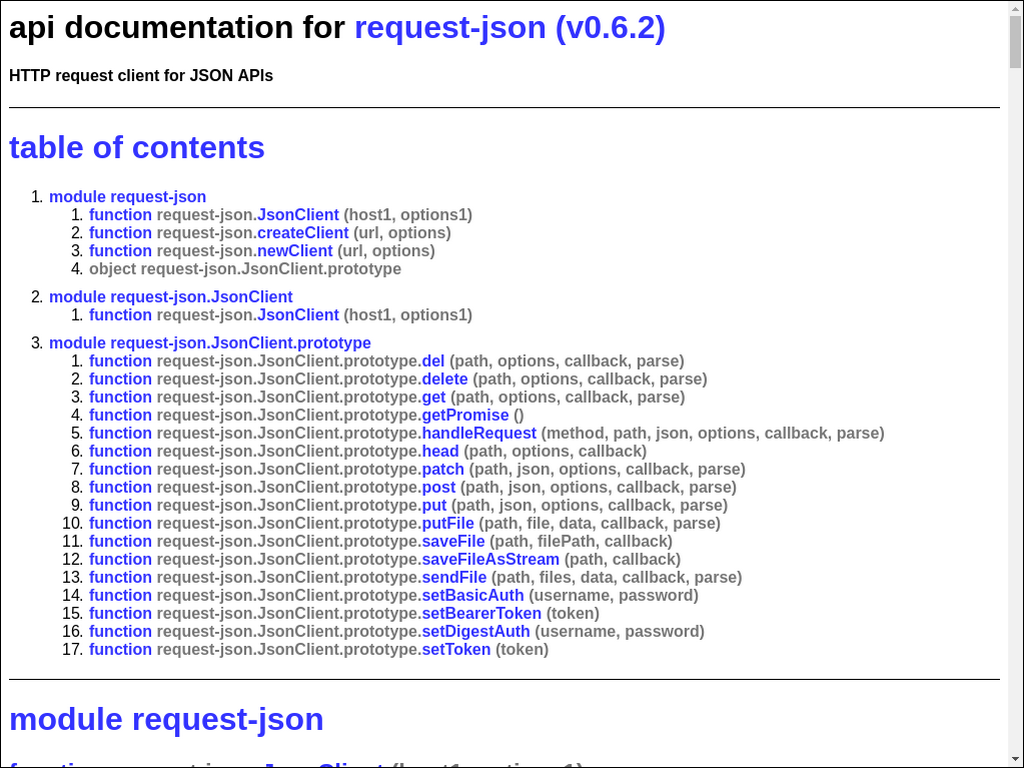 api documentation for request-json (v0.6.2)
HTTP request client for JSON APIs
table of contents
1. module request-json
1. function request-json.JsonClient (host1, options1)
2. function request-json.createClient (url, options)
3. function request-json.newClient (url, options)
4. object request-json.JsonClient.prototype
2. module request-json.JsonClient
1. function request-json.JsonClient (host1, options1)
3. module request-json.JsonClient.prototype
1. function request-json.JsonClient.prototype.del (path, options, callback, parse)
2. function request-json.JsonClient.prototype.delete (path, options, callback, parse)
3. function request-json.JsonClient.prototype.get (path, options, callback, parse)
4. function request-json.JsonClient.prototype.getPromise ()
5. function request-json.JsonClient.prototype.handleRequest (method, path, json, options, callback, parse)
6. function request-json.JsonClient.prototype.head (path, options, callback)
7. function request-json.JsonClient.prototype.patch (path, json, options, callback, parse)
8. function request-json.JsonClient.prototype.post (path, json, options, callback, parse)
9. function request-json.JsonClient.prototype.put (path, json, options, callback, parse)
10. function request-json.JsonClient.prototype.putFile (path, file, data, callback, parse)
11. function request-json.JsonClient.prototype.saveFile (path, filePath, callback)
12. function request-json.JsonClient.prototype.saveFileAsStream (path, callback)
13. function request-json.JsonClient.prototype.sendFile (path, files, data, callback, parse)
14. function request-json.JsonClient.prototype.setBasicAuth (username, password)
15. function request-json.JsonClient.prototype.setBearerToken (token)
16. function request-json.JsonClient.prototype.setDigestAuth (username, password)
17. function request-json.JsonClient.prototype.setToken (token)
module request-json
function request-json.JsonClient (host1, options1)